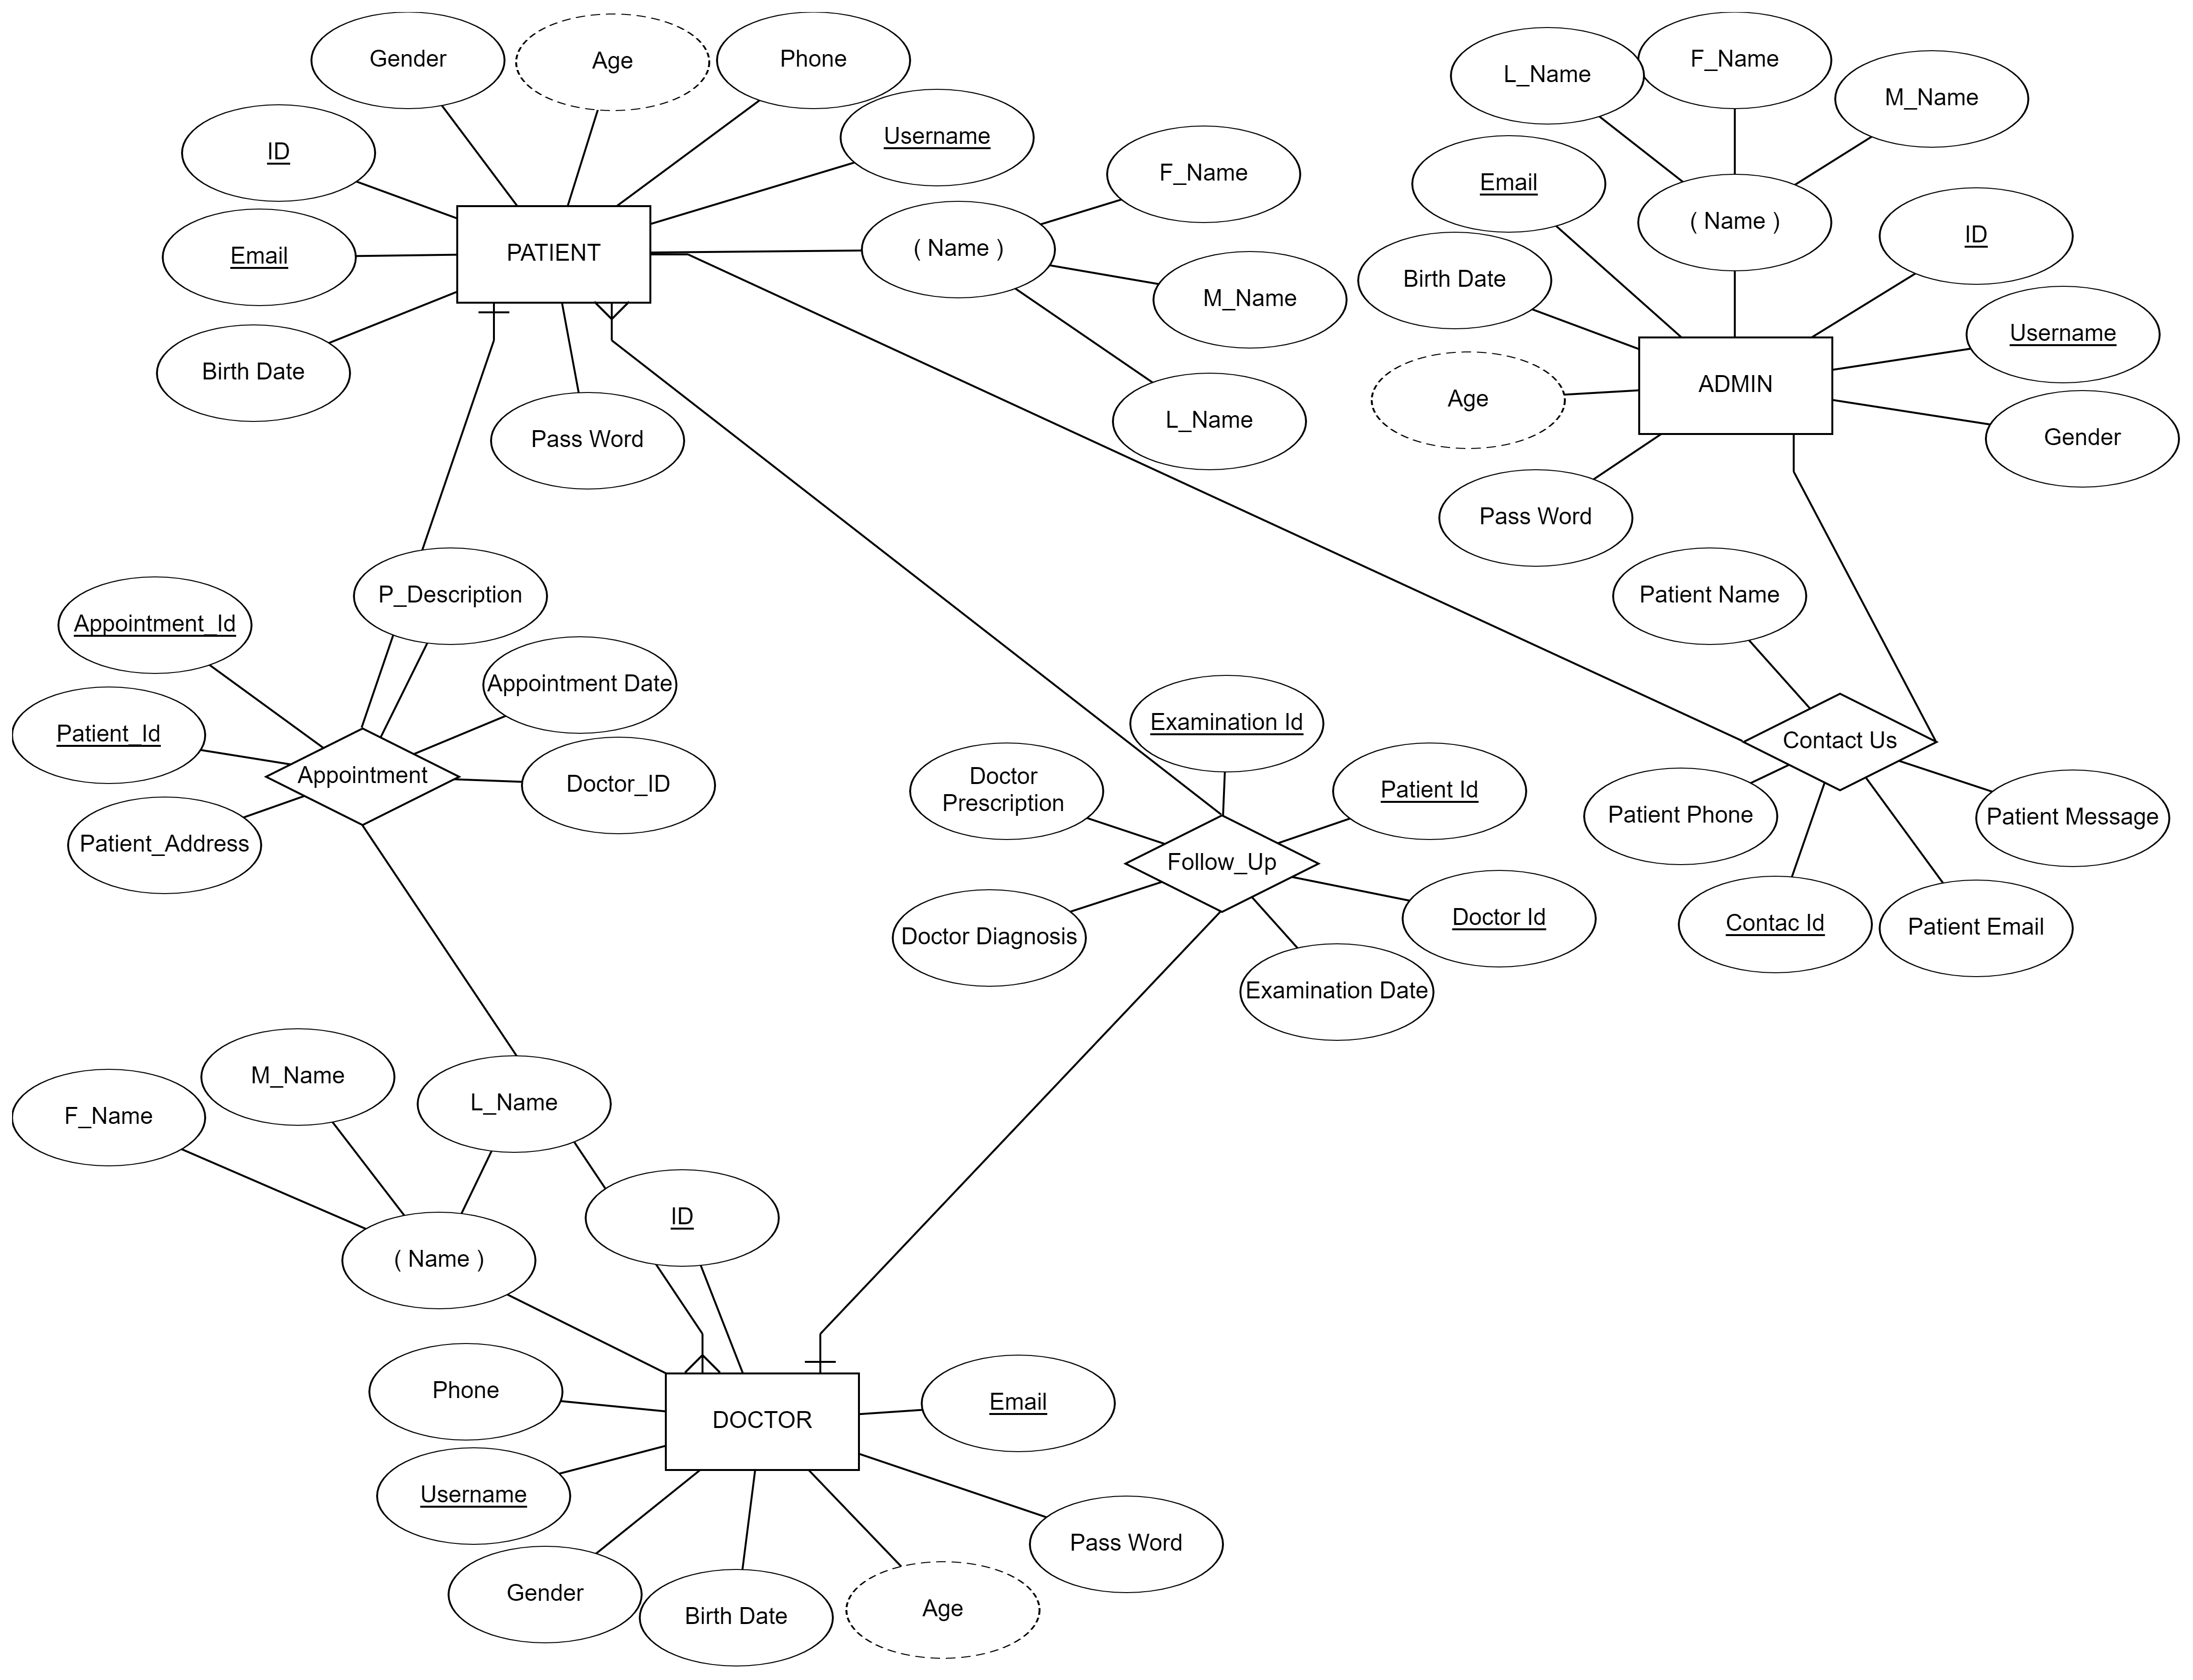 Gender
Age
Phone
ID
Username
Email
PATIENT
( Name )
F_Name
M_Name
L_Name
Birth Date
Pass Word
L_Name
F_Name
M_Name
Email
( Name )
ID
Birth Date
Username
ADMIN
Age
Gender
Pass Word
P_Description
Appointment_Id
Appointment Date
Patient_Id
Appointment
Doctor_ID
Patient_Address
Examination Id
Doctor
Prescription
Patient Id
Follow_Up
Doctor Diagnosis
Doctor Id
Examination Date
Patient Name
Contact Us
Patient Phone
Patient Message
Contac Id
Patient Email
M_Name
F_Name
L_Name
ID
( Name )
Phone
DOCTOR
Email
Username
Pass Word
Gender
Birth Date
Age